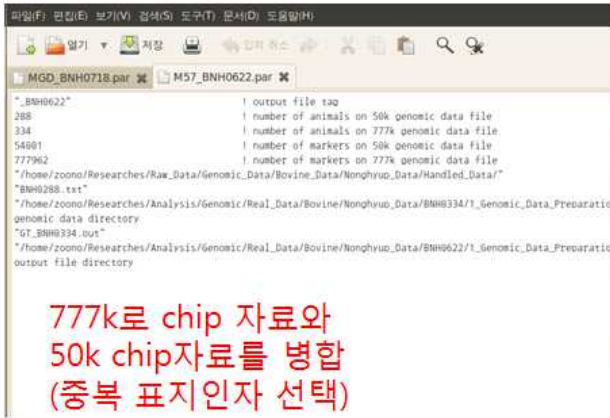 파일(F) 편집(E) 보기(V) 검색(S) 도구(T) 문서(D) 도움말(H)
열기 저장 입력 취소
MGD_BNH0718.par M57_BNH0622.par
"_BNH0622" ! output file tag
288 ! number of animals on 50k genomic data file
334 ! number of animals on 777k genomic data file
54001 ! number of markers on 50k genomic data file
777962 ! number of markers on 777k genomic data file
"/home/zoono/Researches/Raw_Data/Genomic_Data/Bovine_Data/Nonghyup_Data/Handled_Data/"
"BNH0288.txt"
"/home/zoono/Researches/Analysis/Genomic/Real_Data/Bovine/Nonghyup_Data/BNH0334/1_Genomic_Data_Preparatio
genomic data directory
"GT_BNH0334.out"
"/home/zoono/Researches/Analysis/Genomic/Real_Data/Bovine/Nonghyup_Data/BNH0622/1_Genomic_Data_Preparatio
output file directory
777k로 chip 자료와
50k chip자료를 병합
(중복 표지인자 선택)